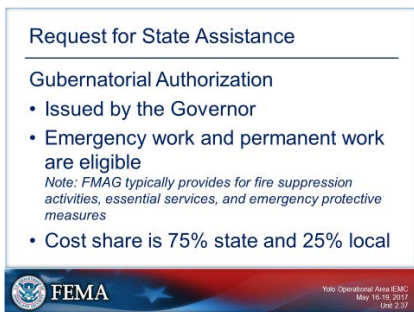 Request for State Assistance
Gubernatorial Authorization
• Issued by the Governor
• Emergency work and permanent work
are eligible
Note: FMAG typically provides for fire suppression
activities, essential services, and emergency protective
measures
• Cost share is 75% state and 25% local
FEMA
Yolo Operational Area IEMC
May 16-19, 2017
Unit 2.37